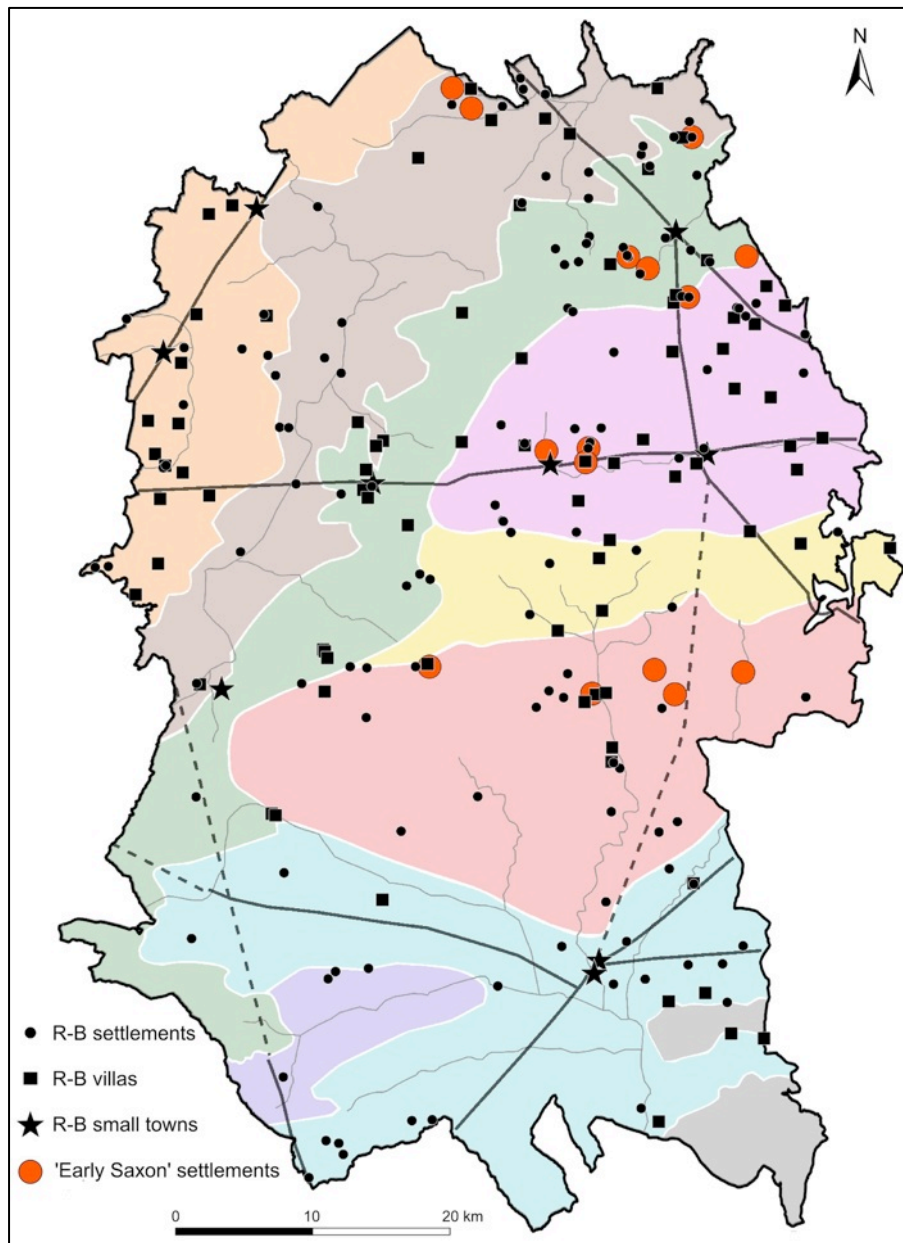 N
R-B settlements
R-B villas
R-B small towns
'Early Saxon' settlements
0 10 20 km